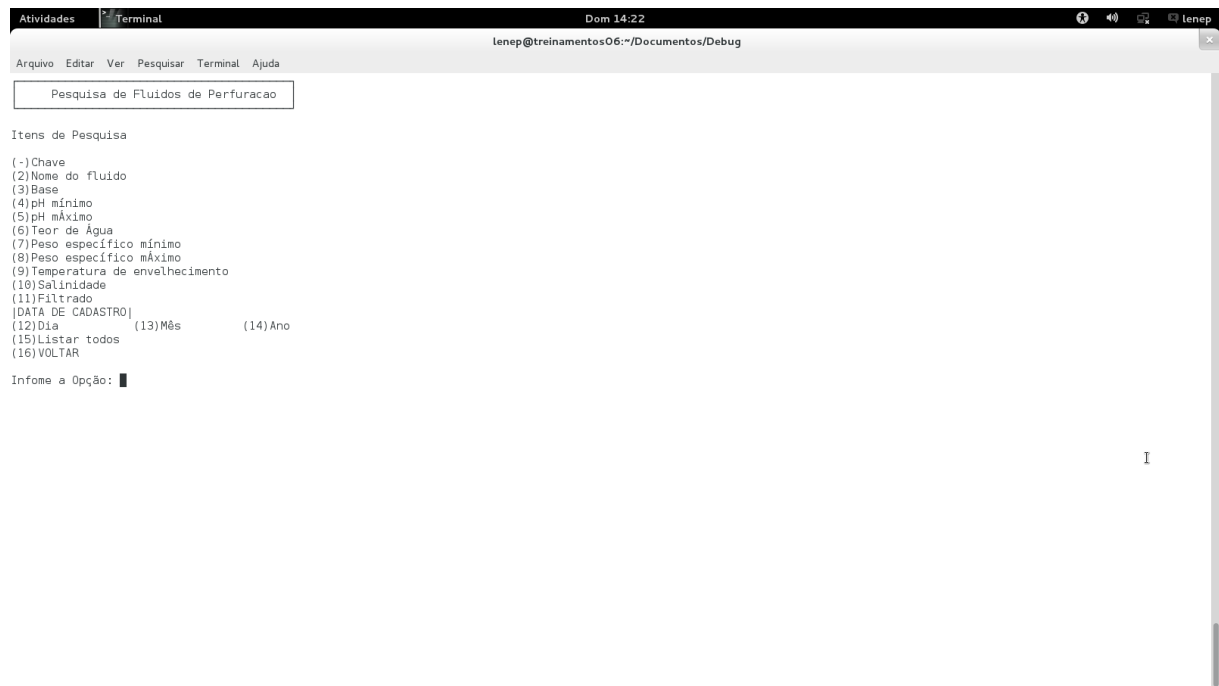 Atividades Terminal Dom 14:22 lenep
lenep@treinamentos06:~/Documentos/Debug
Arquivo Editar Ver Pesquisar Terminal Ajuda
Pesquisa de Fluidos de Perfuracao
Itens de Pesquisa
(-)Chave
(2)Nome do fluido
(3)Base
(4)pH mínimo
(5)pH mÁximo
(6)Teor de Água
(7)Peso específico mínimo
(8)Peso específico mÁximo
(9)Temperatura de envelhecimento
(10)Salinidade
(11)Filtrado
|DATA DE CADASTRO|
(12)Dia (13)Mês (14)Ano
(15)Listar todos
(16)VOLTAR
Infome a Opção: